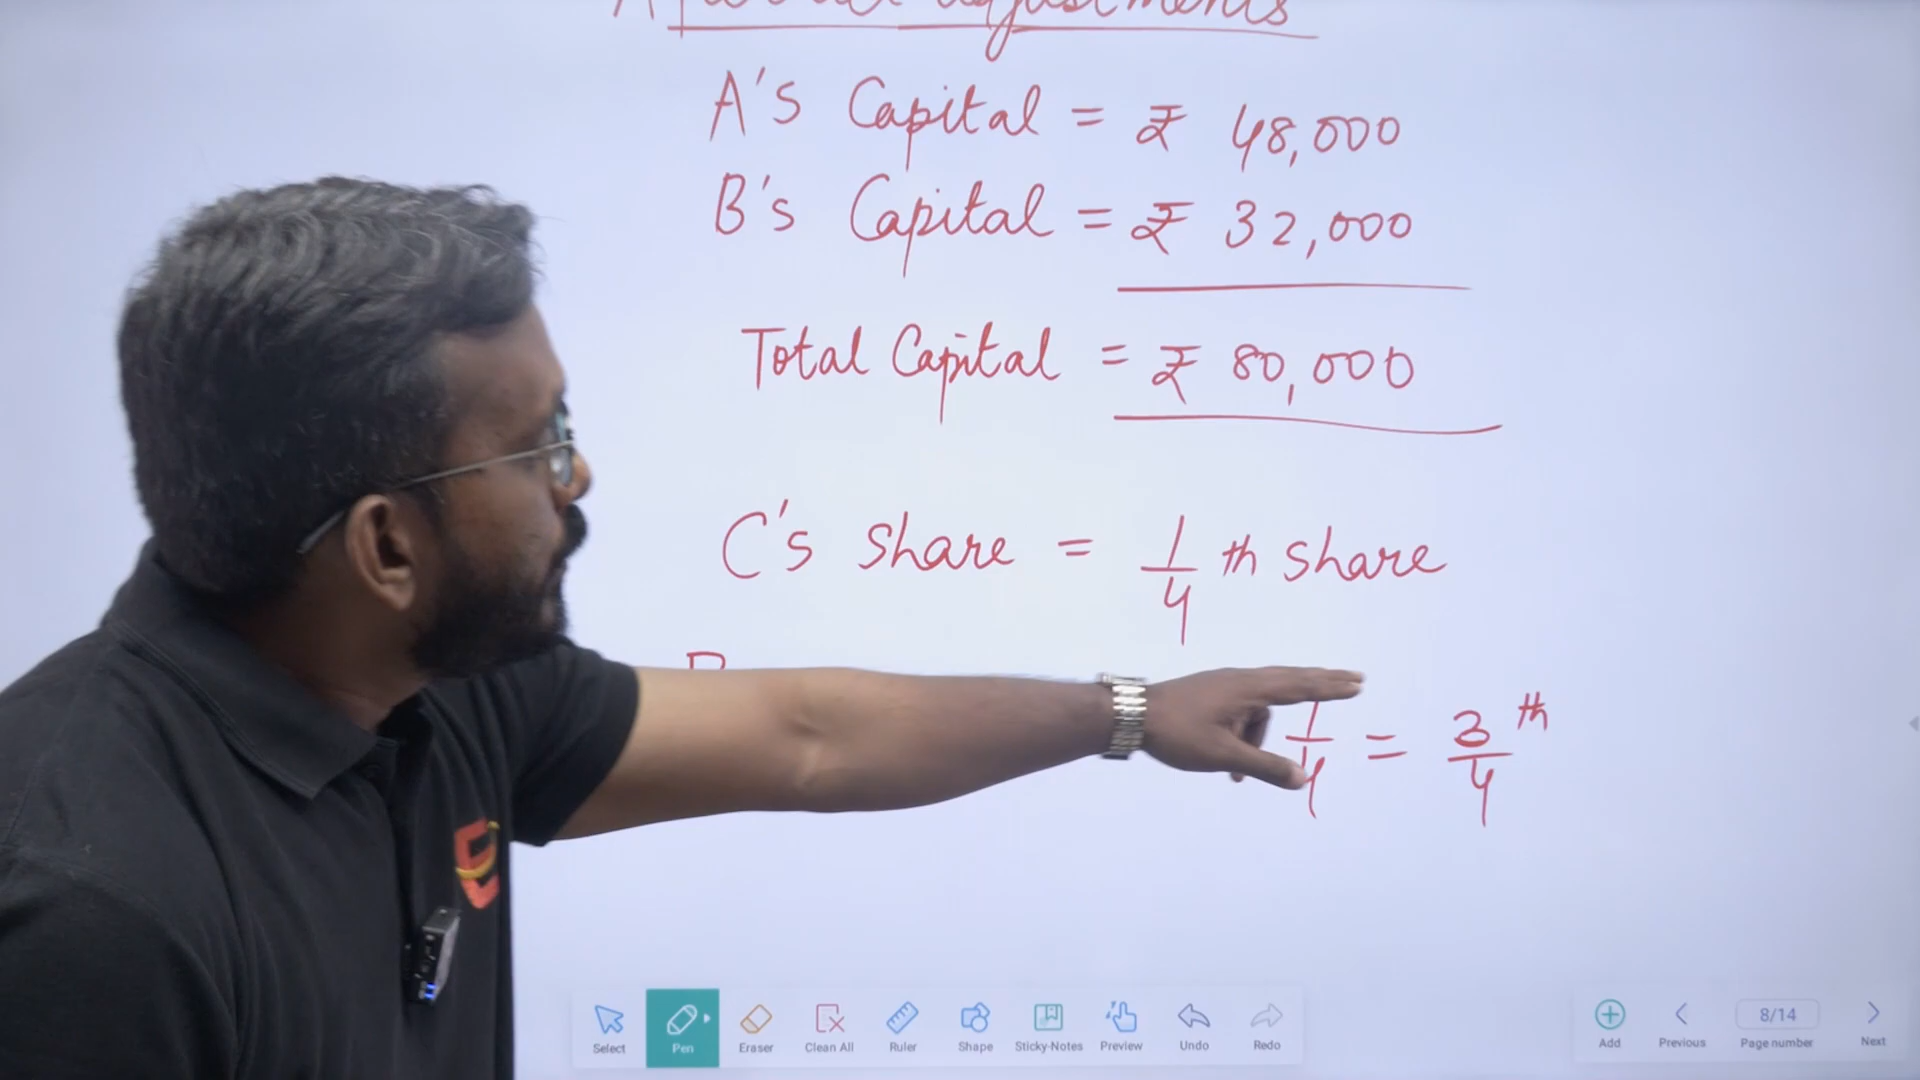 adjustments
A's Capital = ₹ 48,000
B's Capital = ₹ 32,000
Total Capital = ₹ 80,000
C's share = 1/4 th share
1/4 = 3/4 th
Select
Pen
Eraser
Clean All
Ruler
Shape
Sticky-Notes
Preview
Undo
Redo
Add
Previous
8/14
Page number
Next